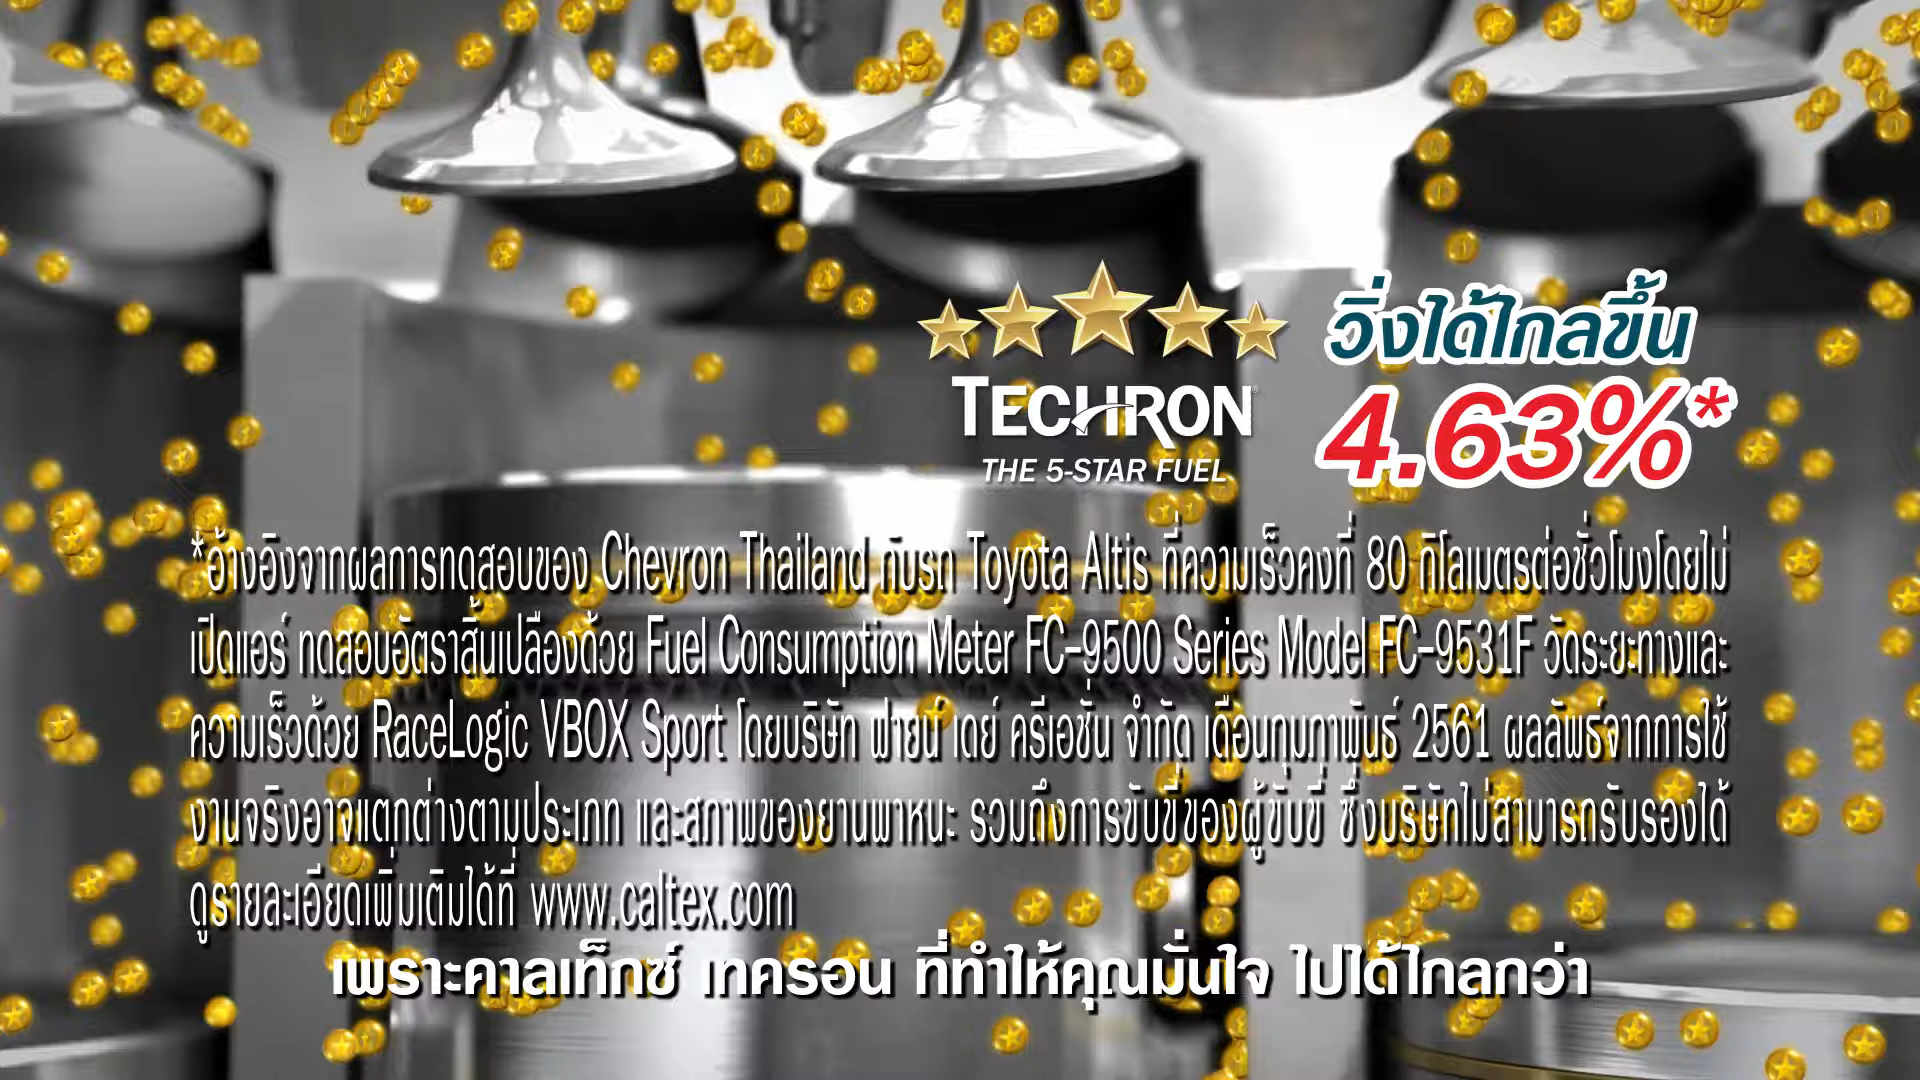 TECHRON
THE 5-STAR FUEL
วิ่งได้ไกลขึ้น
4.63%*
*อ้างอิงจากผลการทดสอบของ Chevron Thailand กับรถ Toyota Altis ที่ความเร็วคงที่ 80 กิโลเมตรต่อชั่วโมงโดยไม่
เปิดแอร์ ทดสอบอัตราสิ้นเปลืองด้วย Fuel Consumption Meter FC-9500 Series Model FC-9531F วัดระยะทางและ
ความเร็วด้วย RaceLogic VBOX Sport โดยบริษัท ฟายน์ เดย์ ครีเอชั่น จำกัด เดือนกุมภาพันธ์ 2561 ผลลัพธ์จากการใช้
งานจริงอาจแตกต่างตามประเภท และสภาพของยานพาหนะ รวมถึงการขับขี่ของผู้ขับขี่ ซึ่งบริษัทไม่สามารถรับรองได้
ดูรายละเอียดเพิ่มเติมได้ที่ www.caltex.com
เพราะคาลเท็กซ์ เทครอน ที่ทำให้คุณมั่นใจ ไปได้ไกลกว่า